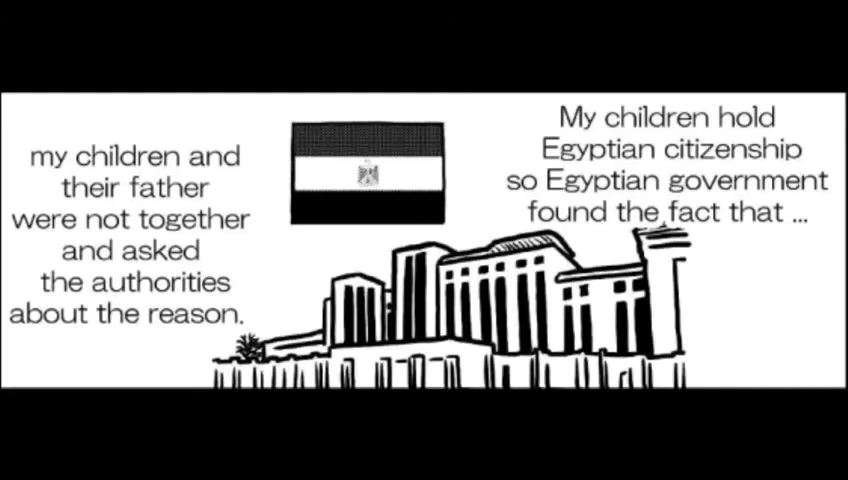 My children hold
Egyptian citizenship
so Egyptian government
found the fact that ...
my children and
their father
were not together
and asked
the authorities
about the reason.